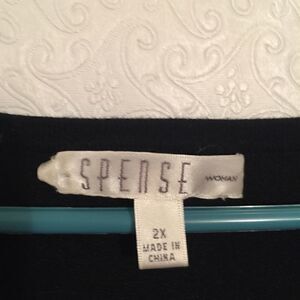 SPENSE WOMAN
2X
MADE IN
CHINA